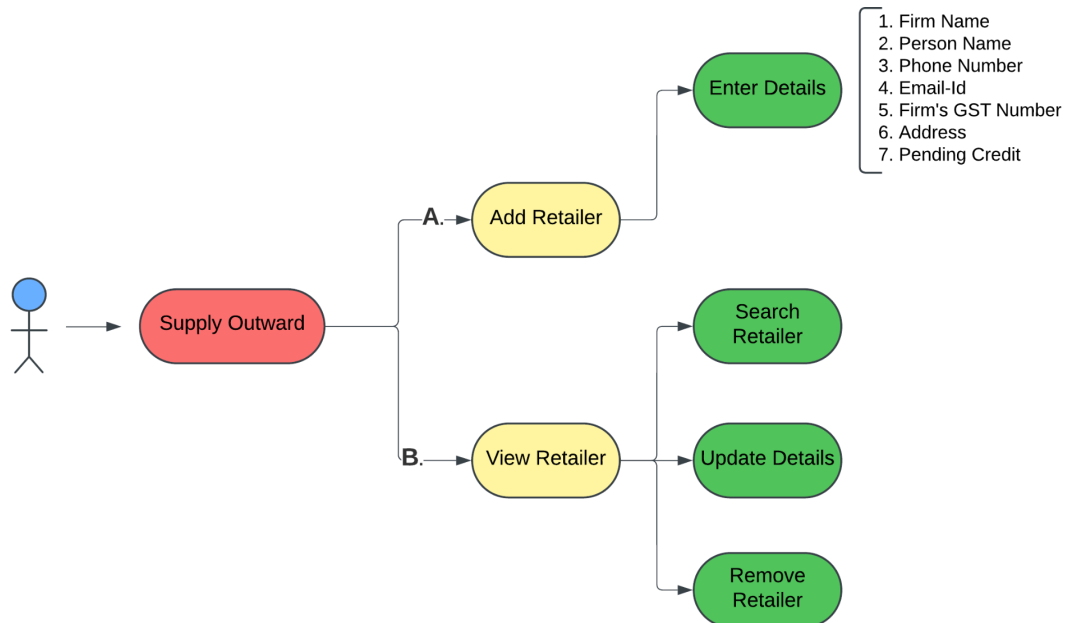 1. Firm Name
2. Person Name
3. Phone Number
4. Email-Id
5. Firm's GST Number
6. Address
7. Pending Credit
Enter Details
A.
Add Retailer
Supply Outward
Search
Retailer
B.
View Retailer
Update Details
Remove
Retailer